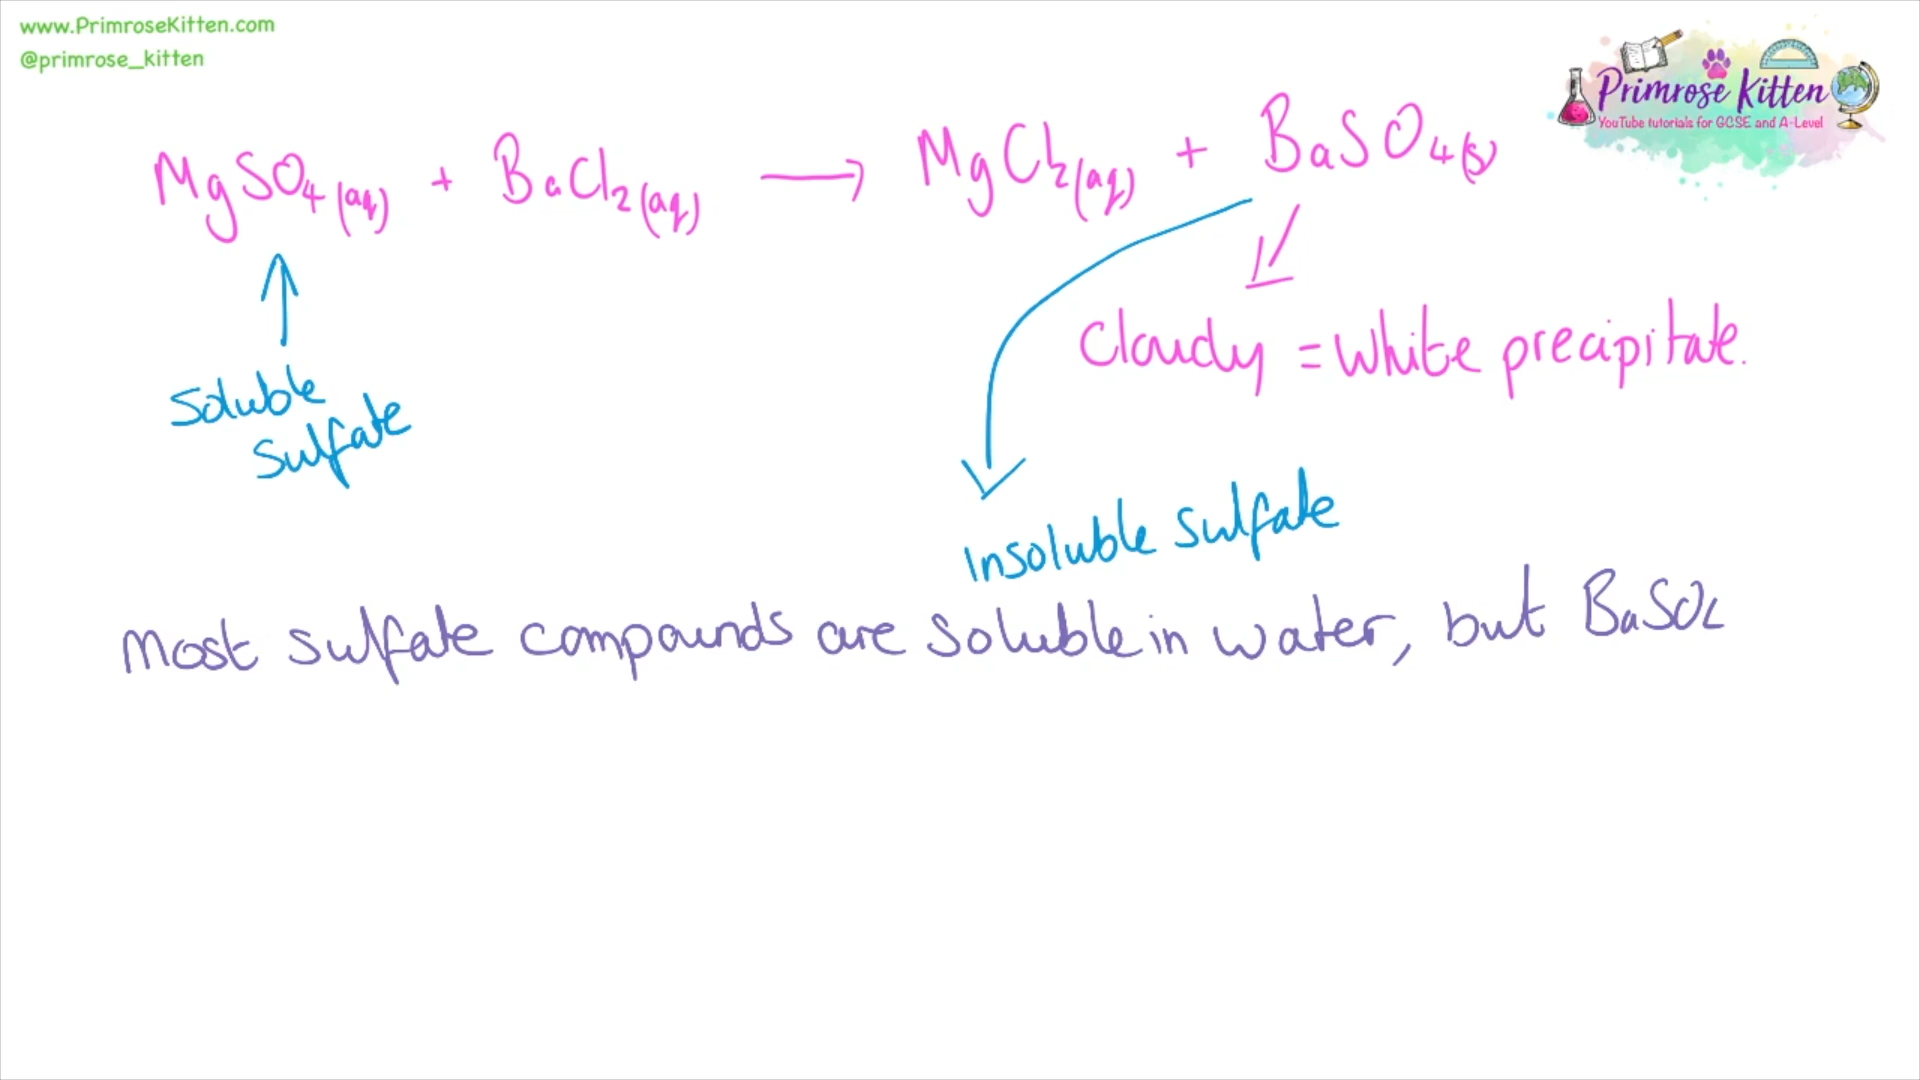 www.PrimroseKitten.com
@primrose_kitten
Primrose Kitten
YouTube tutorials for GCSE and A-Level
MgSO4(aq) + BaCl2(aq) → MgCl2(aq) + BaSO4(s)
Cloudy = white precipitate.
Soluble
sulfate
Insoluble sulfate
Most sulfate compounds are soluble in water, but BaSO